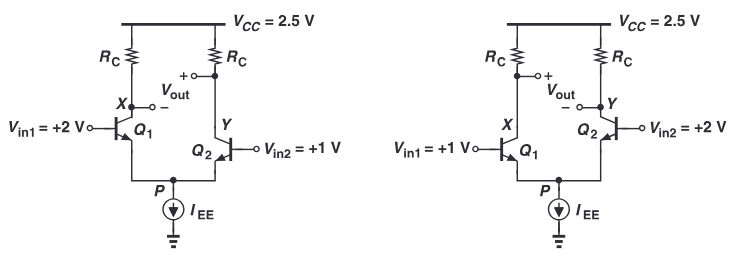 V_CC = 2.5 V
R_C
R_C
+
V_out
X
−
Y
V_in1 = +2 V
Q_1
Q_2
V_in2 = +1 V
P
I_EE
V_CC = 2.5 V
R_C
R_C
+
V_out
−
Y
X
V_in1 = +1 V
Q_1
Q_2
V_in2 = +2 V
P
I_EE